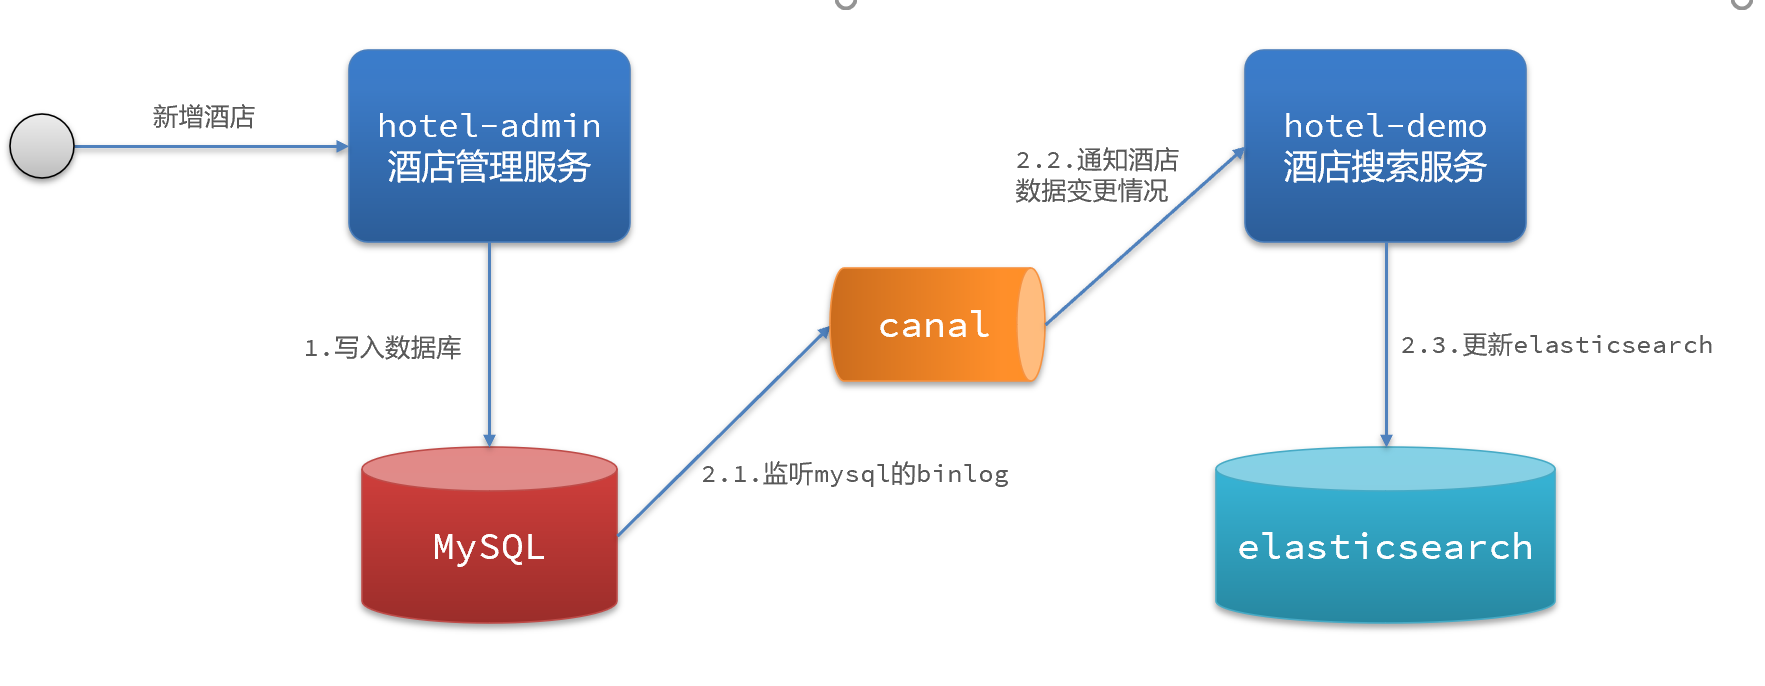 新增酒店
hotel-admin
酒店管理服务
1.写入数据库
MySQL
2.1.监听mysql的binlog
canal
2.2.通知酒店
数据变更情况
hotel-demo
酒店搜索服务
2.3.更新elasticsearch
elasticsearch